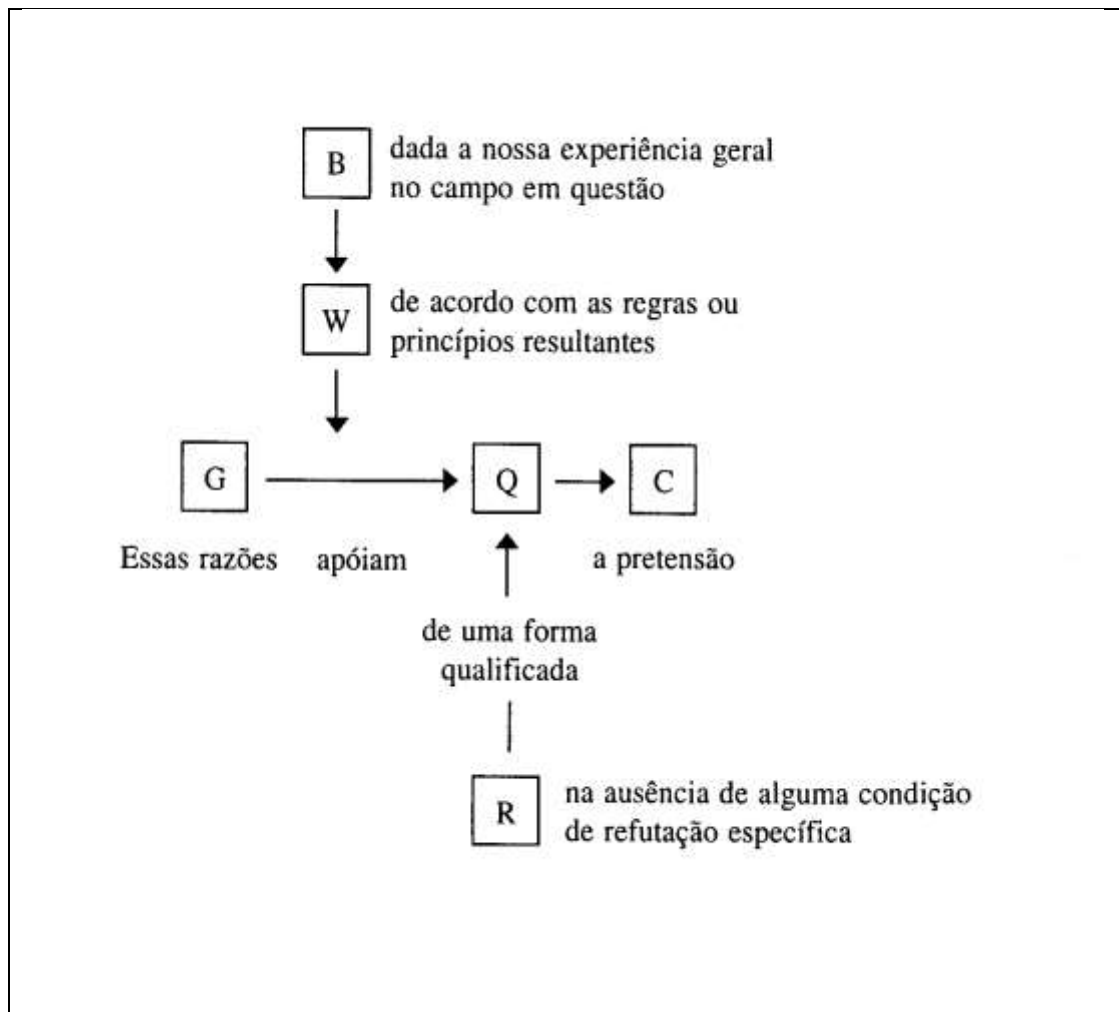 B
dada a nossa experiência geral
no campo em questão
W
de acordo com as regras ou
princípios resultantes
G
Q
C
Essas razões apóiam a pretensão
de uma forma
qualificada
R
na ausência de alguma condição
de refutação específica